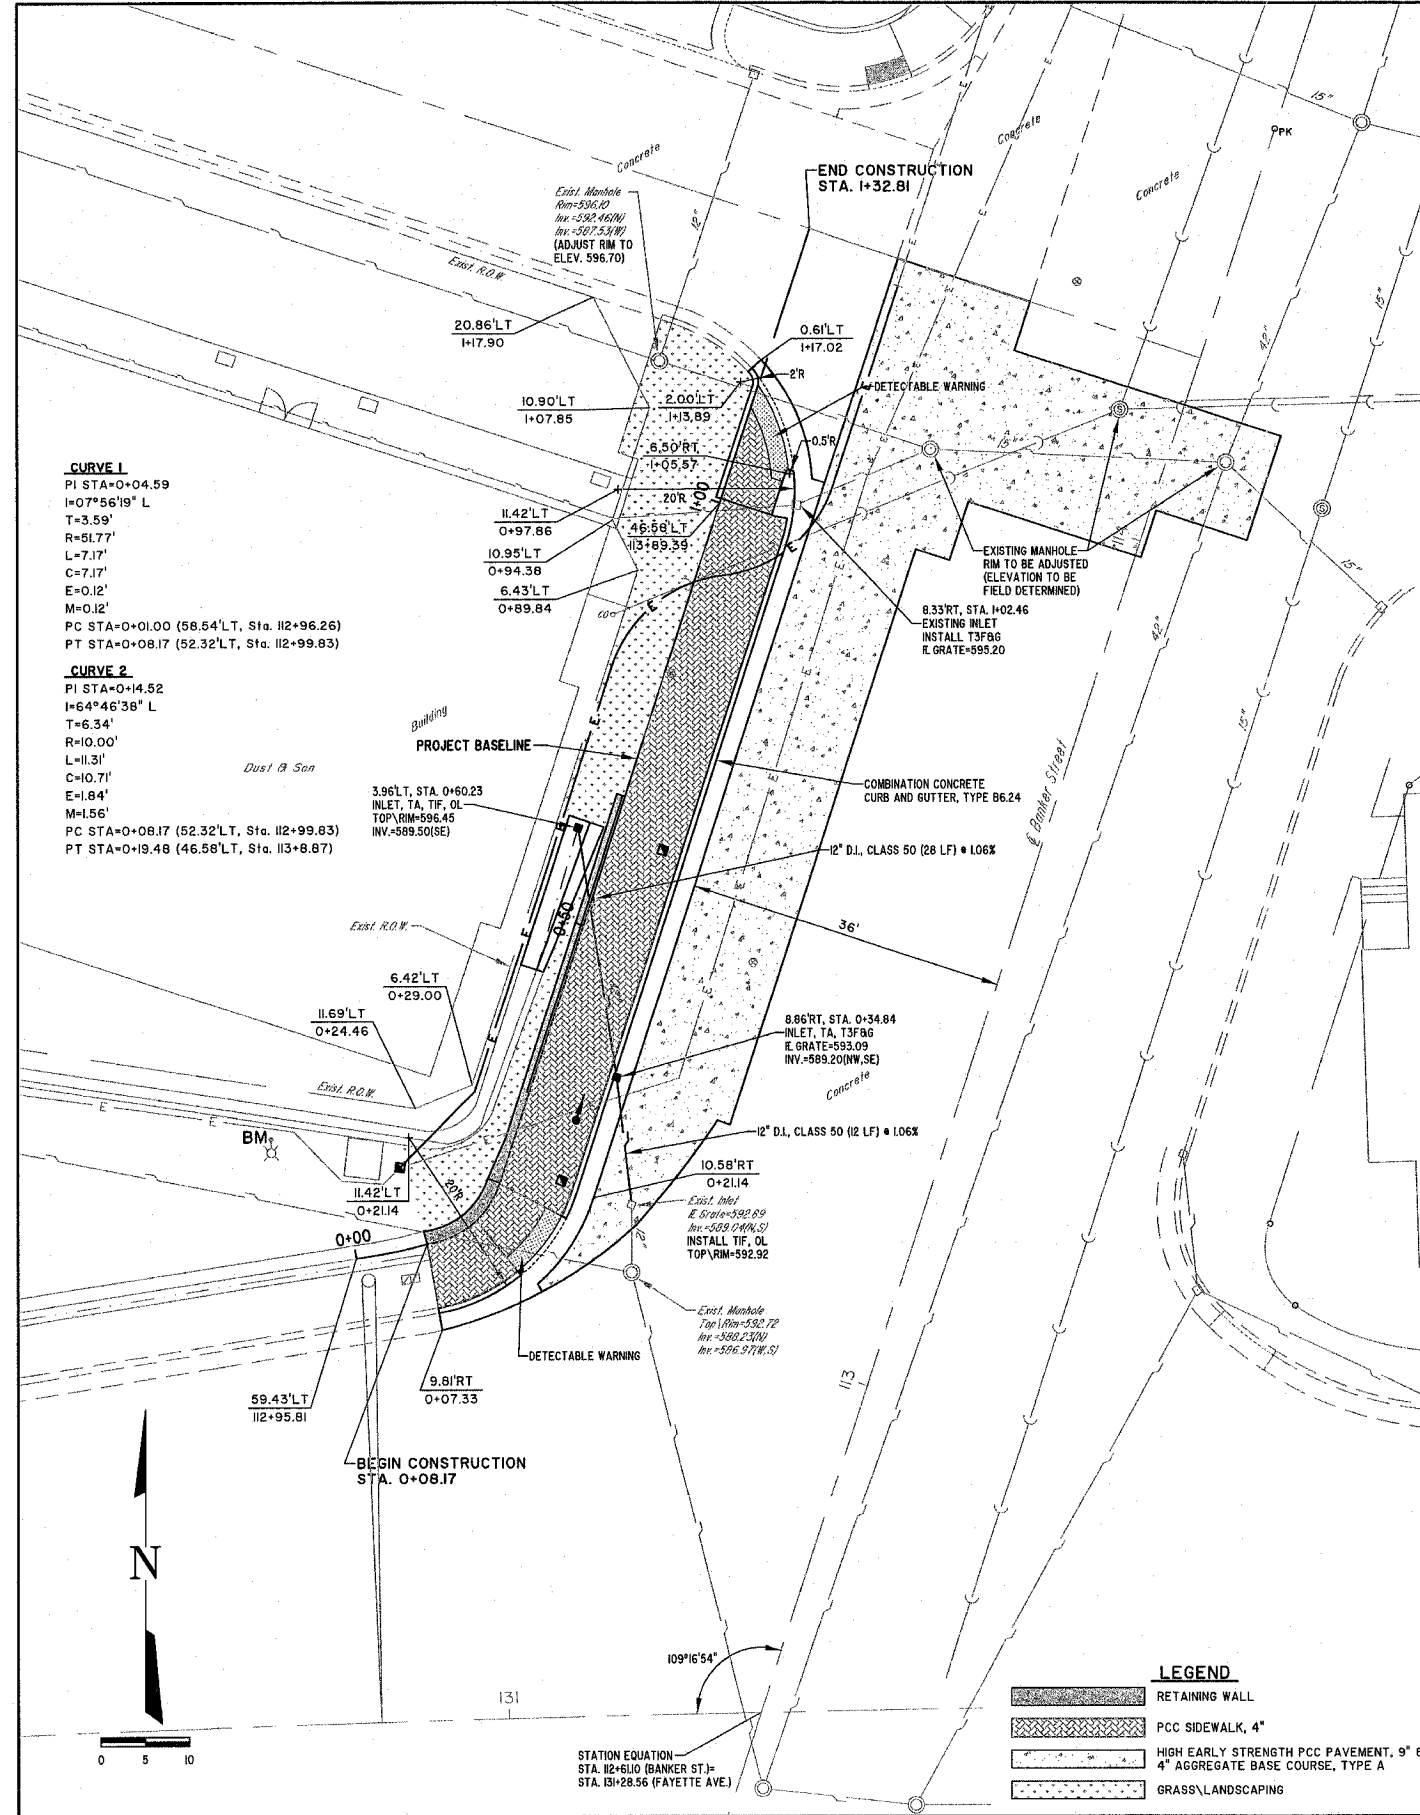 15"
PK
Concrete
Concrete
Concrete
END CONSTRUCTION
STA. 1+32.81
Exist. Manhole
Rim=596.10
Inv.=592.46(N)
Inv.=587.53(W)
(ADJUST RIM TO
ELEV. 596.70)
12"
Exist. R.O.W.
15"
42"
20.86'LT
1+17.90
0.61'LT
1+17.02
2'R
DETECTABLE WARNING
10.90'LT
1+07.85
2.00'LT
1+13.89
6.50'RT
1+05.57
0.5'R
15"
20'R
1+00
11.42'LT
0+97.86
46.58'LT
113+89.39
10.95'LT
0+94.38
6.43'LT
0+89.84
CO
CURVE 1
PI STA=0+04.59
I=07°56'19" L
T=3.59'
R=51.77'
L=7.17'
C=7.17'
E=0.12'
M=0.12'
PC STA=0+01.00 (58.54'LT, Sta. 112+96.26)
PT STA=0+08.17 (52.32'LT, Sta. 112+99.83)
CURVE 2
PI STA=0+14.52
I=64°46'38" L
T=6.34'
R=10.00'
L=11.31'
C=10.71'
E=1.84'
M=1.56'
PC STA=0+08.17 (52.32'LT, Sta. 112+99.83)
PT STA=0+19.48 (46.58'LT, Sta. 113+8.87)
114
EXISTING MANHOLE
RIM TO BE ADJUSTED
(ELEVATION TO BE
FIELD DETERMINED)
15"
8.33'RT, STA. 1+02.46
EXISTING INLET
INSTALL T3F&G
℄ GRATE=595.20
42"
15"
Building
PROJECT BASELINE
Dust & Son
℄ Banker Street
3.96'LT, STA. 0+60.23
INLET, TA, TIF, OL
TOP\RIM=596.45
INV.=589.50(SE)
COMBINATION CONCRETE
CURB AND GUTTER, TYPE B6.24
12" D.I., CLASS 50 (28 LF) @ 1.06%
0+50
36'
Exist. R.O.W.
6.42'LT
0+29.00
11.69'LT
0+24.46
8.86'RT, STA. 0+34.84
INLET, TA, T3F&G
℄ GRATE=593.09
INV.=589.20(NW,SE)
Concrete
Exist. R.O.W.
BM
12" D.I., CLASS 50 (12 LF) @ 1.06%
10.58'RT
0+21.14
11.42'LT
0+21.14
20'R
Exist. Inlet
℄ Grate=592.69
Inv.=589.04(N,S)
INSTALL TIF, OL
TOP\RIM=592.92
12"
0+00
Exist. Manhole
Top\Rim=592.72
Inv.=588.23(N)
Inv.=586.97(W,S)
DETECTABLE WARNING
9.81'RT
0+07.33
59.43'LT
112+95.81
113
BEGIN CONSTRUCTION
STA. 0+08.17
N
0 5 10
131
109°16'54"
STATION EQUATION
STA. 112+61.10 (BANKER ST.)=
STA. 131+28.56 (FAYETTE AVE.)
LEGEND
RETAINING WALL
PCC SIDEWALK, 4"
HIGH EARLY STRENGTH PCC PAVEMENT, 9" &
4" AGGREGATE BASE COURSE, TYPE A
GRASS\LANDSCAPING